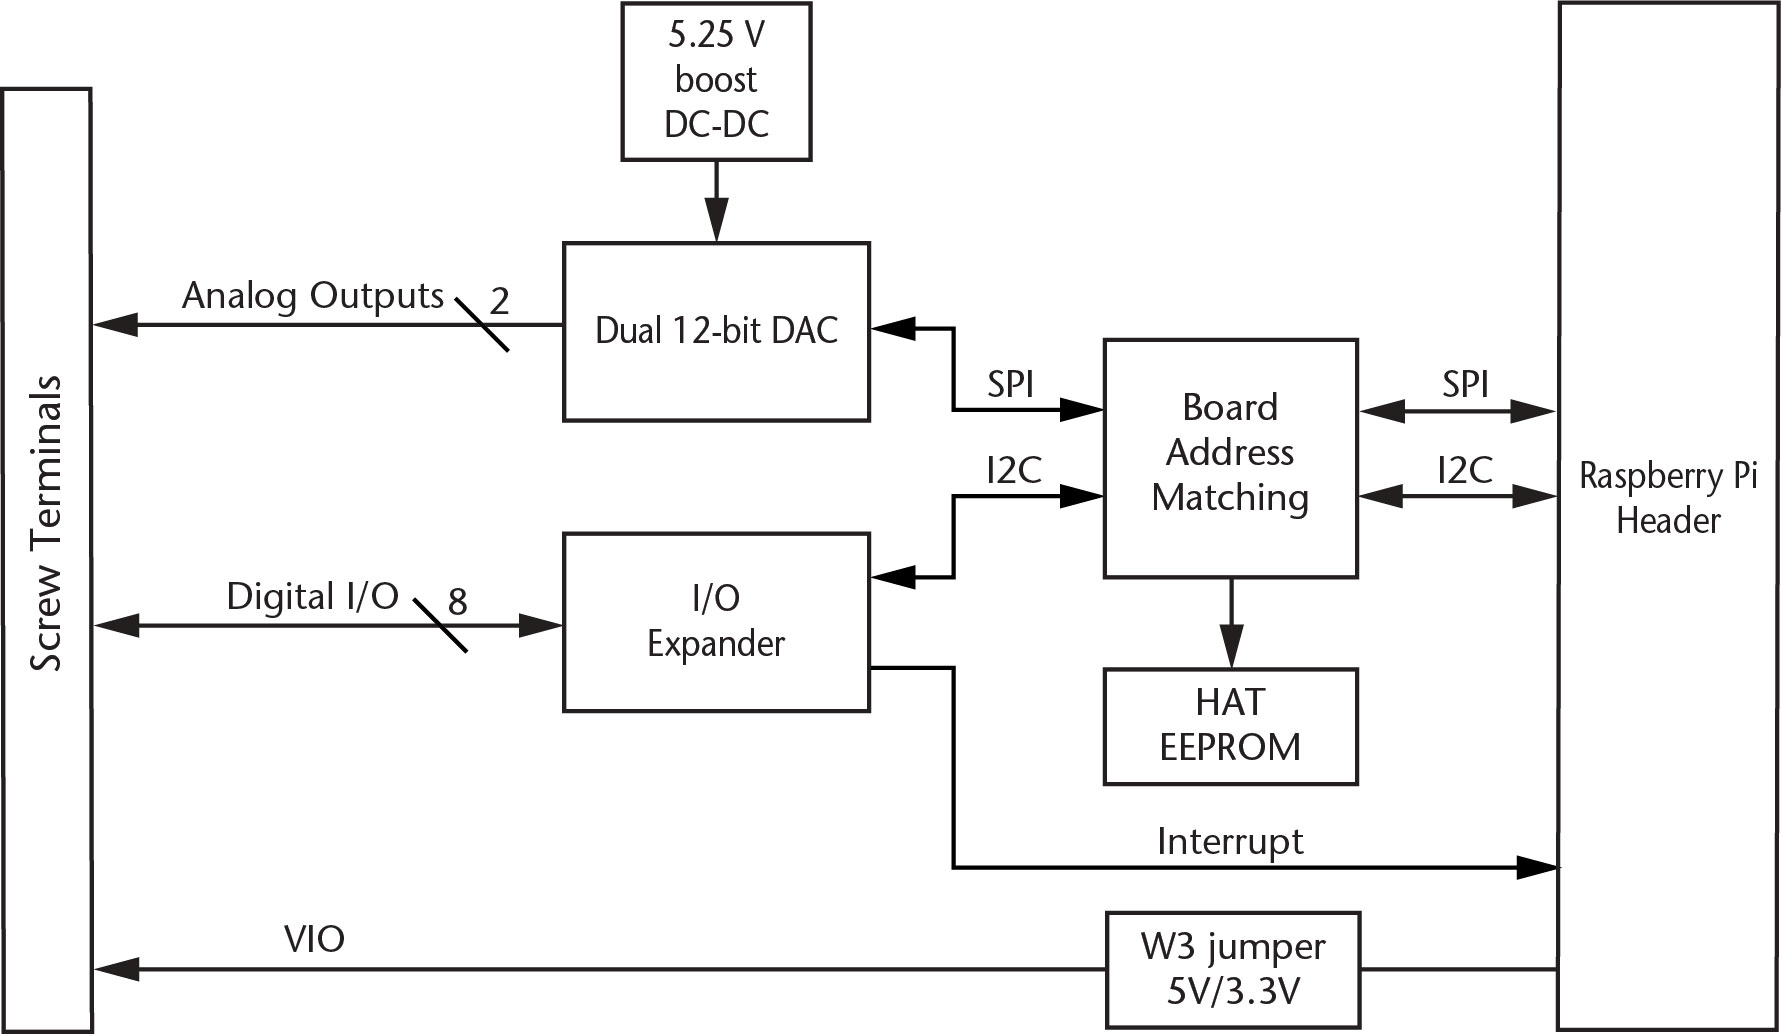 5.25 V
boost
DC-DC
Analog Outputs
2
Dual 12-bit DAC
SPI
I2C
Board
Address
Matching
SPI
I2C
Raspberry Pi
Header
Screw Terminals
Digital I/O
8
I/O
Expander
HAT
EEPROM
Interrupt
VIO
W3 jumper
5V/3.3V